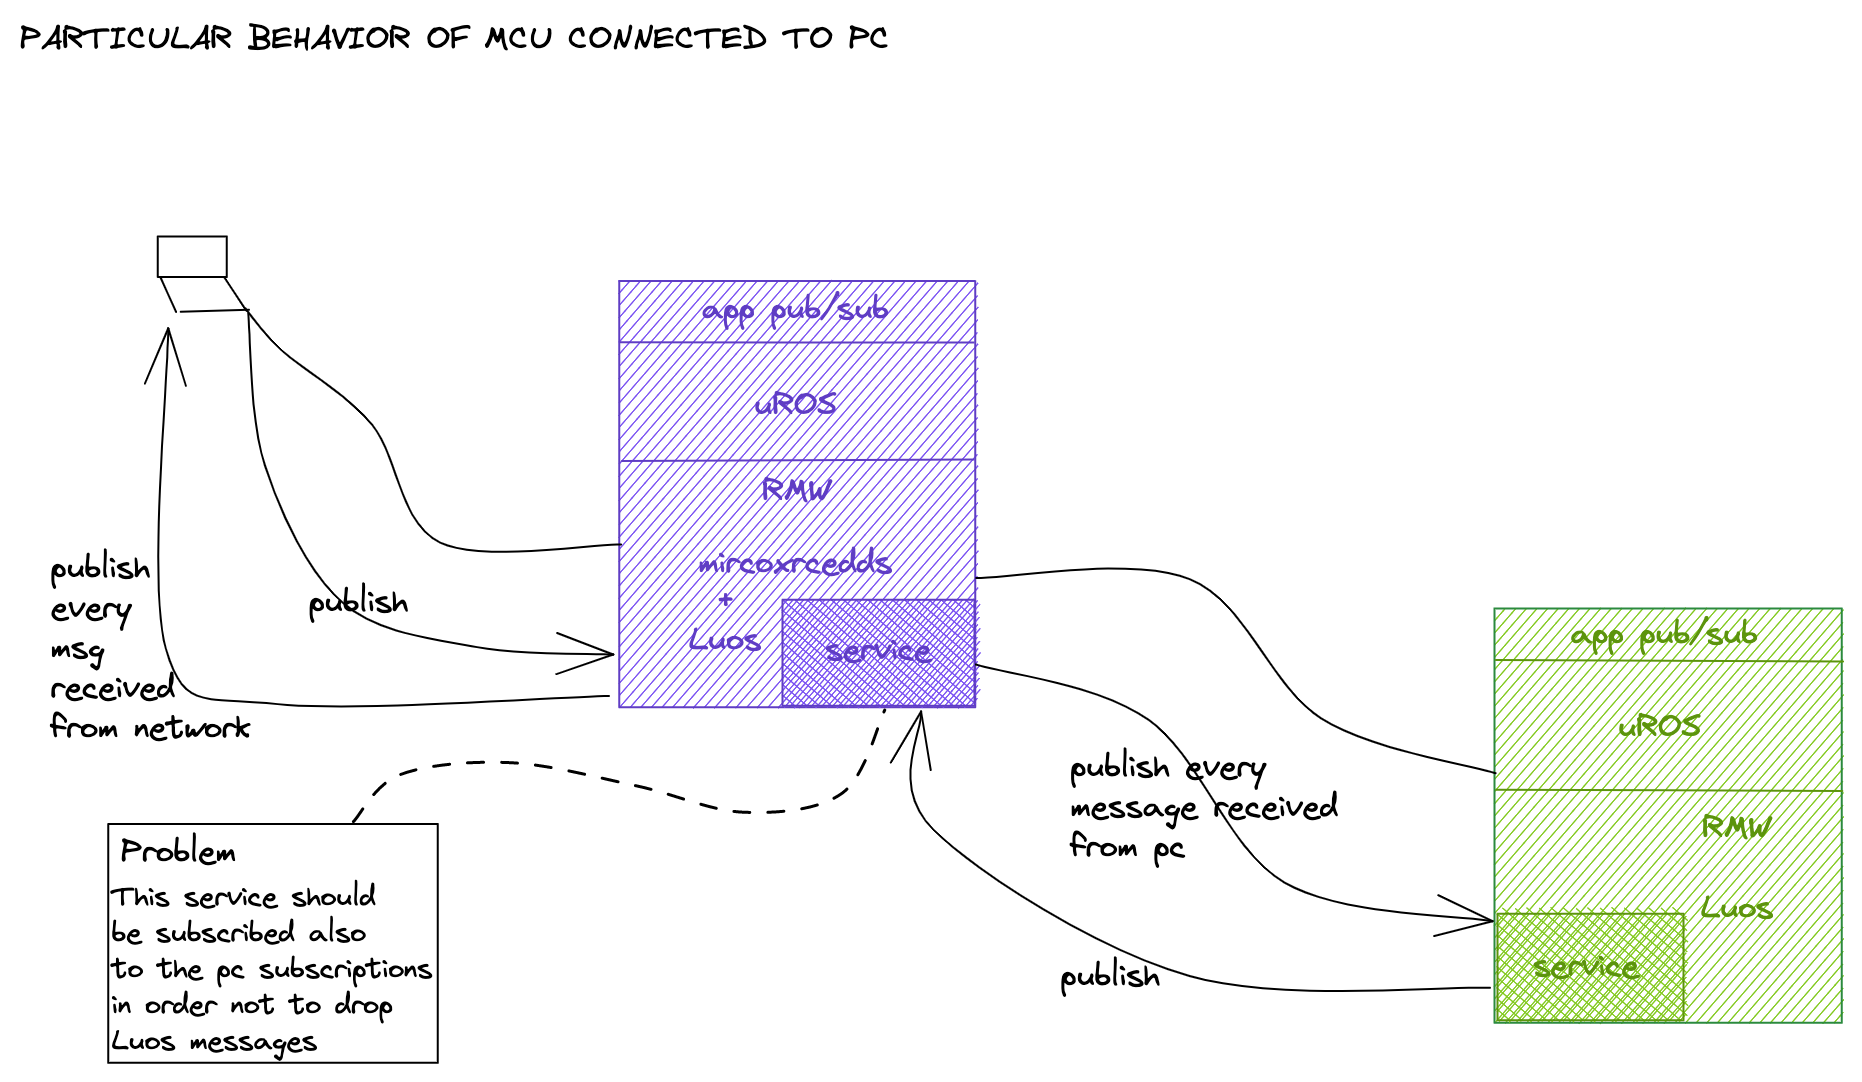 PARTICULAR BEHAVIOR OF MCU CONNECTED TO PC
app pub/sub
uROS
RMW
mircoxrcedds
+
Luos
service
publish
every
msg
received
from network
publish
app pub/sub
uROS
RMW
Luos
service
publish every
message received
from pc
publish
Problem
This service should
be subscribed also
to the pc subscriptions
in order not to drop
Luos messages